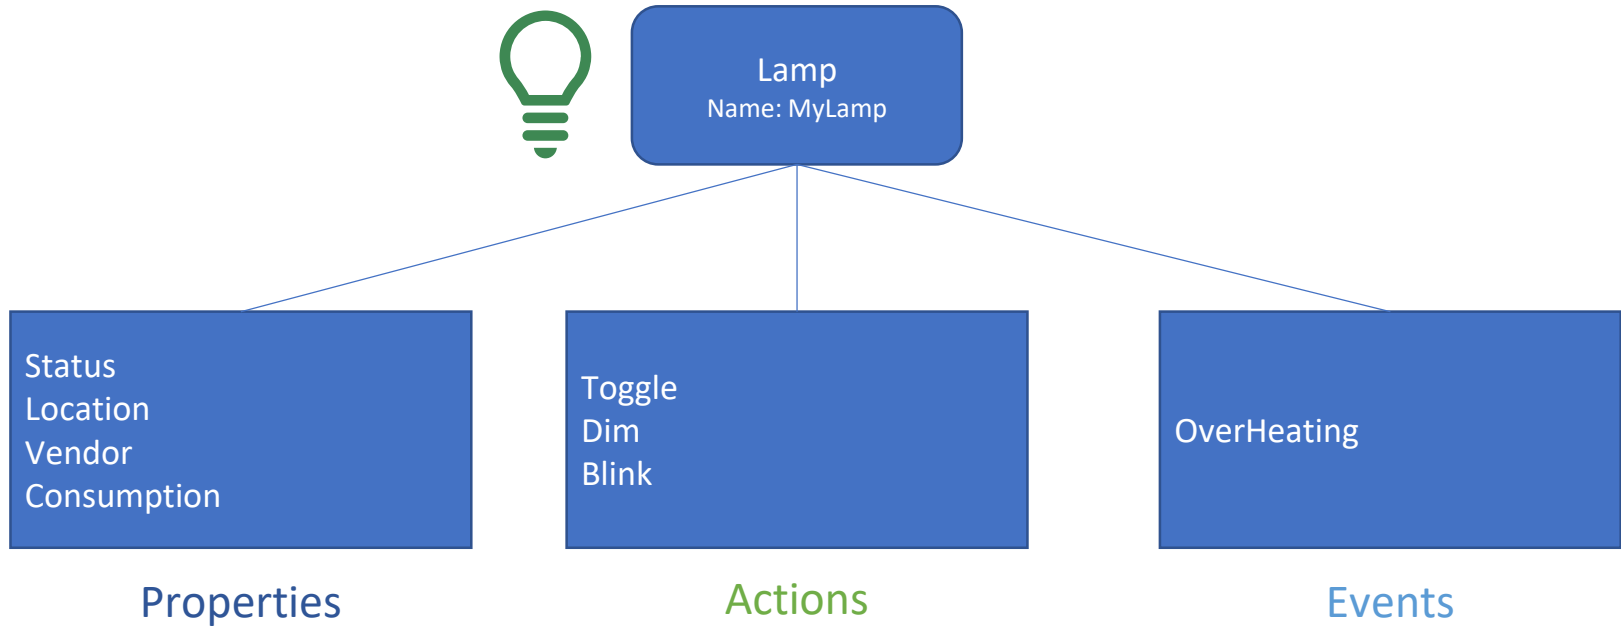 Lamp
Name: MyLamp
Status
Location
Vendor
Consumption
Properties
Toggle
Dim
Blink
Actions
OverHeating
Events